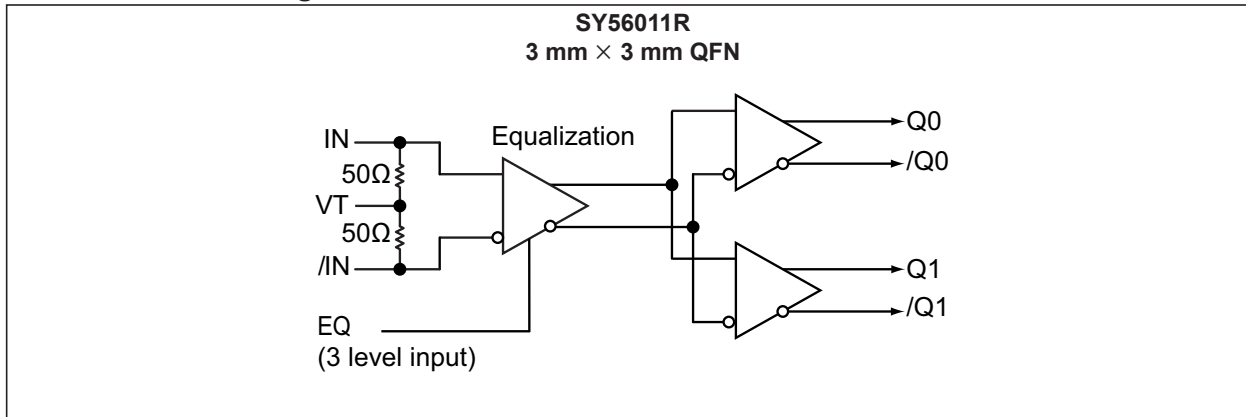 SY56011R
3 mm × 3 mm QFN
IN
Equalization
50Ω
VT
50Ω
/IN
EQ
(3 level input)
Q0
/Q0
Q1
/Q1